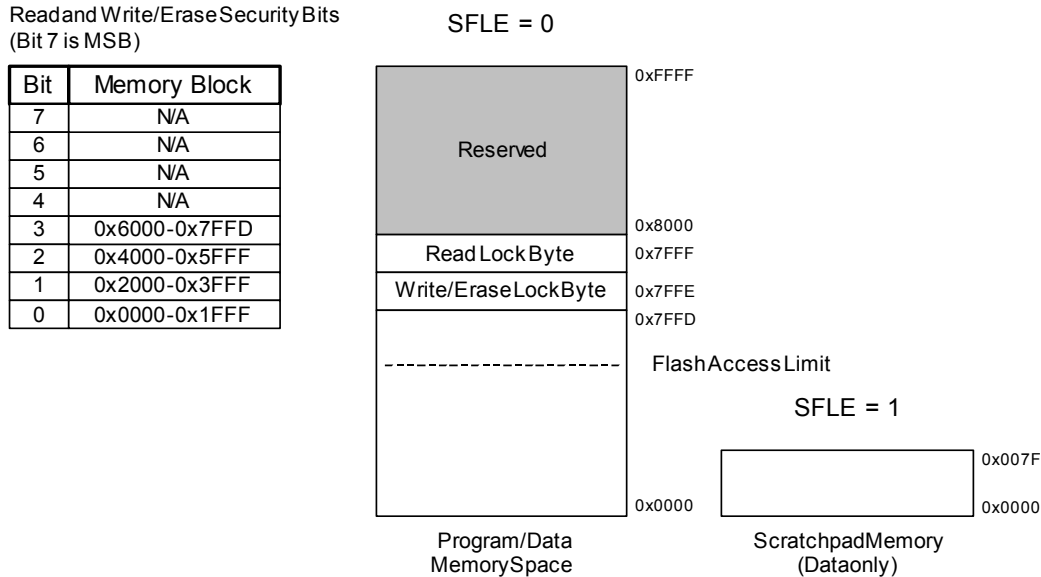 Read and Write/Erase Security Bits
(Bit 7 is MSB)
Bit Memory Block
7 N/A
6 N/A
5 N/A
4 N/A
3 0x6000-0x7FFD
2 0x4000-0x5FFF
1 0x2000-0x3FFF
0 0x0000-0x1FFF
SFLE = 0
0xFFFF
Reserved
0x8000
Read Lock Byte 0x7FFF
Write/Erase Lock Byte 0x7FFE
0x7FFD
Flash Access Limit
0x0000
Program/Data
Memory Space
SFLE = 1
0x007F
0x0000
Scratchpad Memory
(Data only)